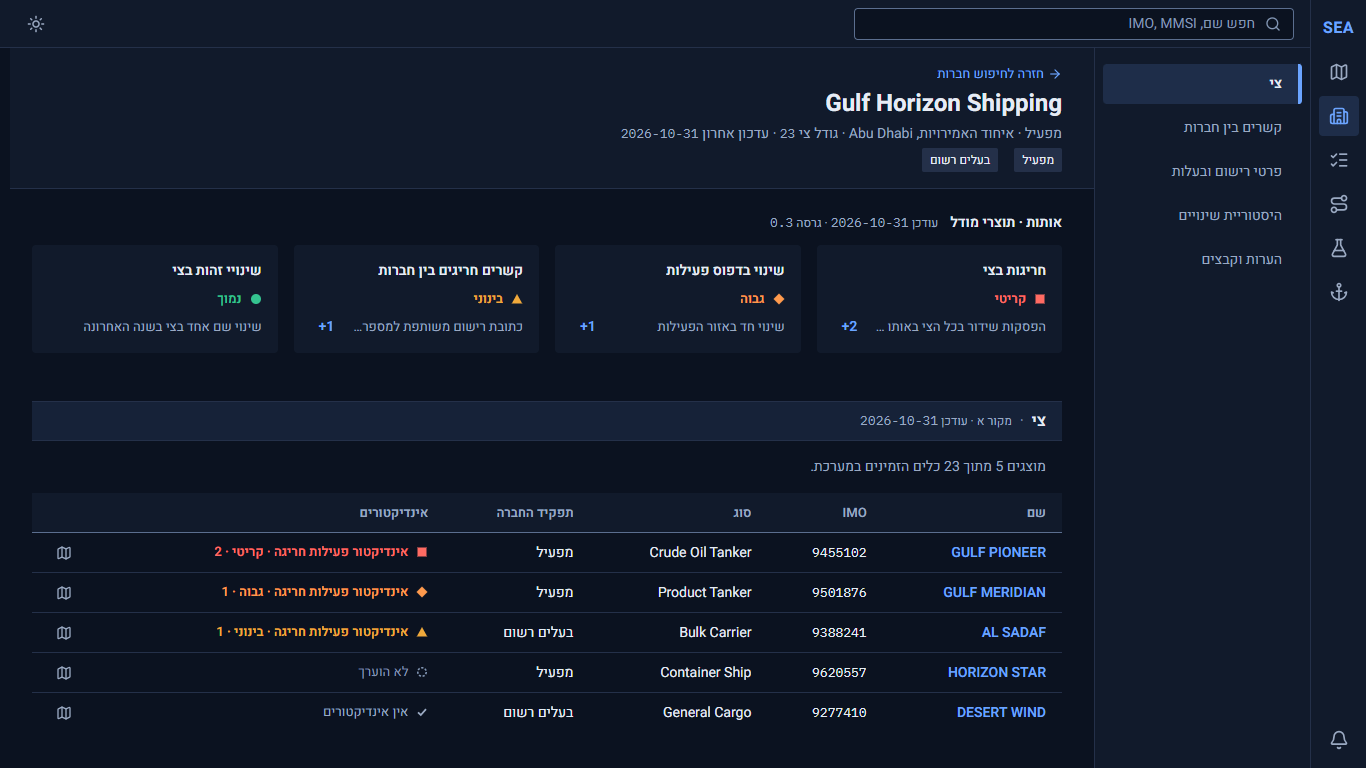 SEA
חפש שם, IMO, MMSI
צי
קשרים בין חברות
פרטי רישום ובעלות
היסטוריית שינויים
הערות וקבצים
חזרה לחיפוש חברות
Gulf Horizon Shipping
מפעיל · איחוד האמירויות, Abu Dhabi · גודל צי 23 · עדכון אחרון 2026-10-31
מפעיל
בעלים רשום
אותות · תוצרי מודל עודכן 2026-10-31 · גרסה 0.3
חריגות בצי
קריטי
הפסקות שידור בכל הצי באותו ... +2
שינוי בדפוס פעילות
גבוה
שינוי חד באזור הפעילות +1
קשרים חריגים בין חברות
בינוני
כתובת רישום משותפת למספר... +1
שינויי זהות בצי
נמוך
שינוי שם אחד בצי בשנה האחרונה
צי · מקור א · עודכן 2026-10-31
מוצגים 5 מתוך 23 כלים הזמינים במערכת.
שם IMO סוג תפקיד החברה אינדיקטורים
GULF PIONEER 9455102 Crude Oil Tanker מפעיל אינדיקטור פעילות חריגה · קריטי · 2
GULF MERIDIAN 9501876 Product Tanker מפעיל אינדיקטור פעילות חריגה · גבוה · 1
AL SADAF 9388241 Bulk Carrier בעלים רשום אינדיקטור פעילות חריגה · בינוני · 1
HORIZON STAR 9620557 Container Ship מפעיל לא הוערך
DESERT WIND 9277410 General Cargo בעלים רשום אין אינדיקטורים